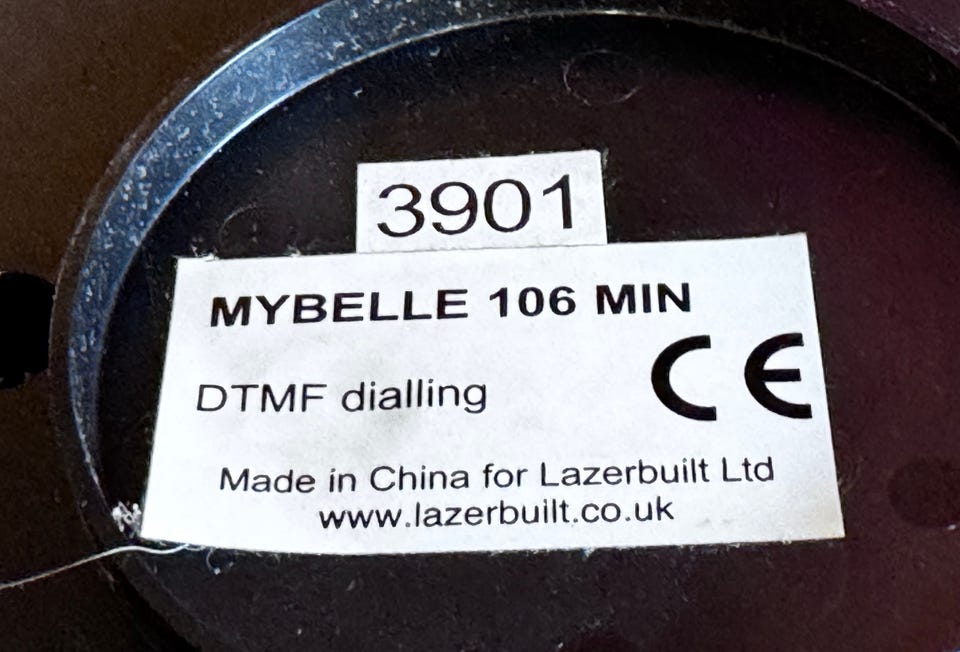 3901
MYBELLE 106 MIN
DTMF dialling
CE
Made in China for Lazerbuilt Ltd
www.lazerbuilt.co.uk